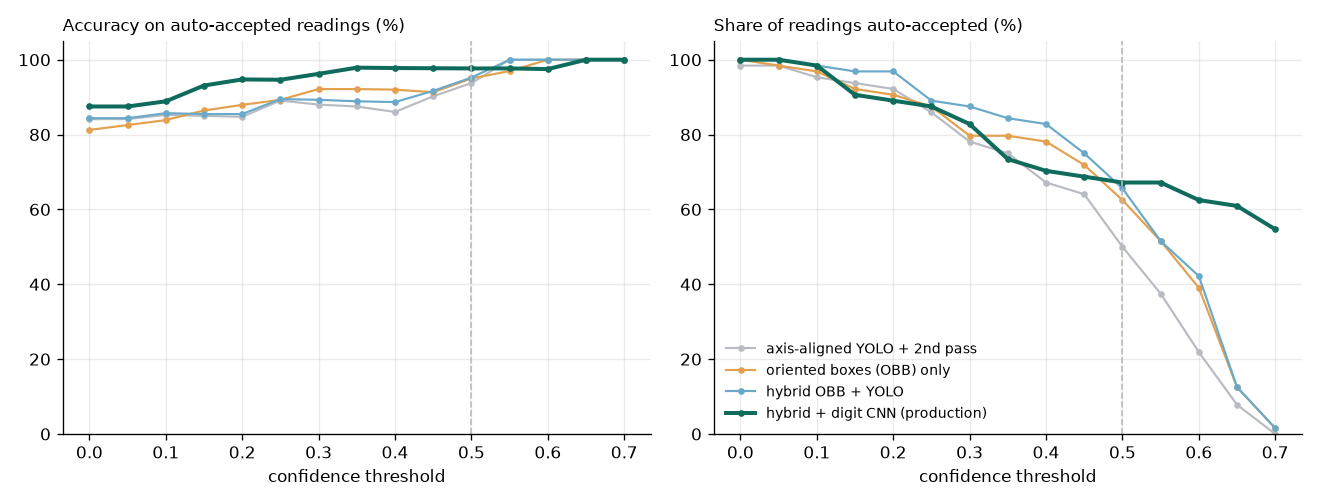 Accuracy on auto-accepted readings (%)
100
80
60
40
20
0
0.0 0.1 0.2 0.3 0.4 0.5 0.6 0.7
confidence threshold
Share of readings auto-accepted (%)
100
80
60
40
20
0
axis-aligned YOLO + 2nd pass
oriented boxes (OBB) only
hybrid OBB + YOLO
hybrid + digit CNN (production)
0.0 0.1 0.2 0.3 0.4 0.5 0.6 0.7
confidence threshold